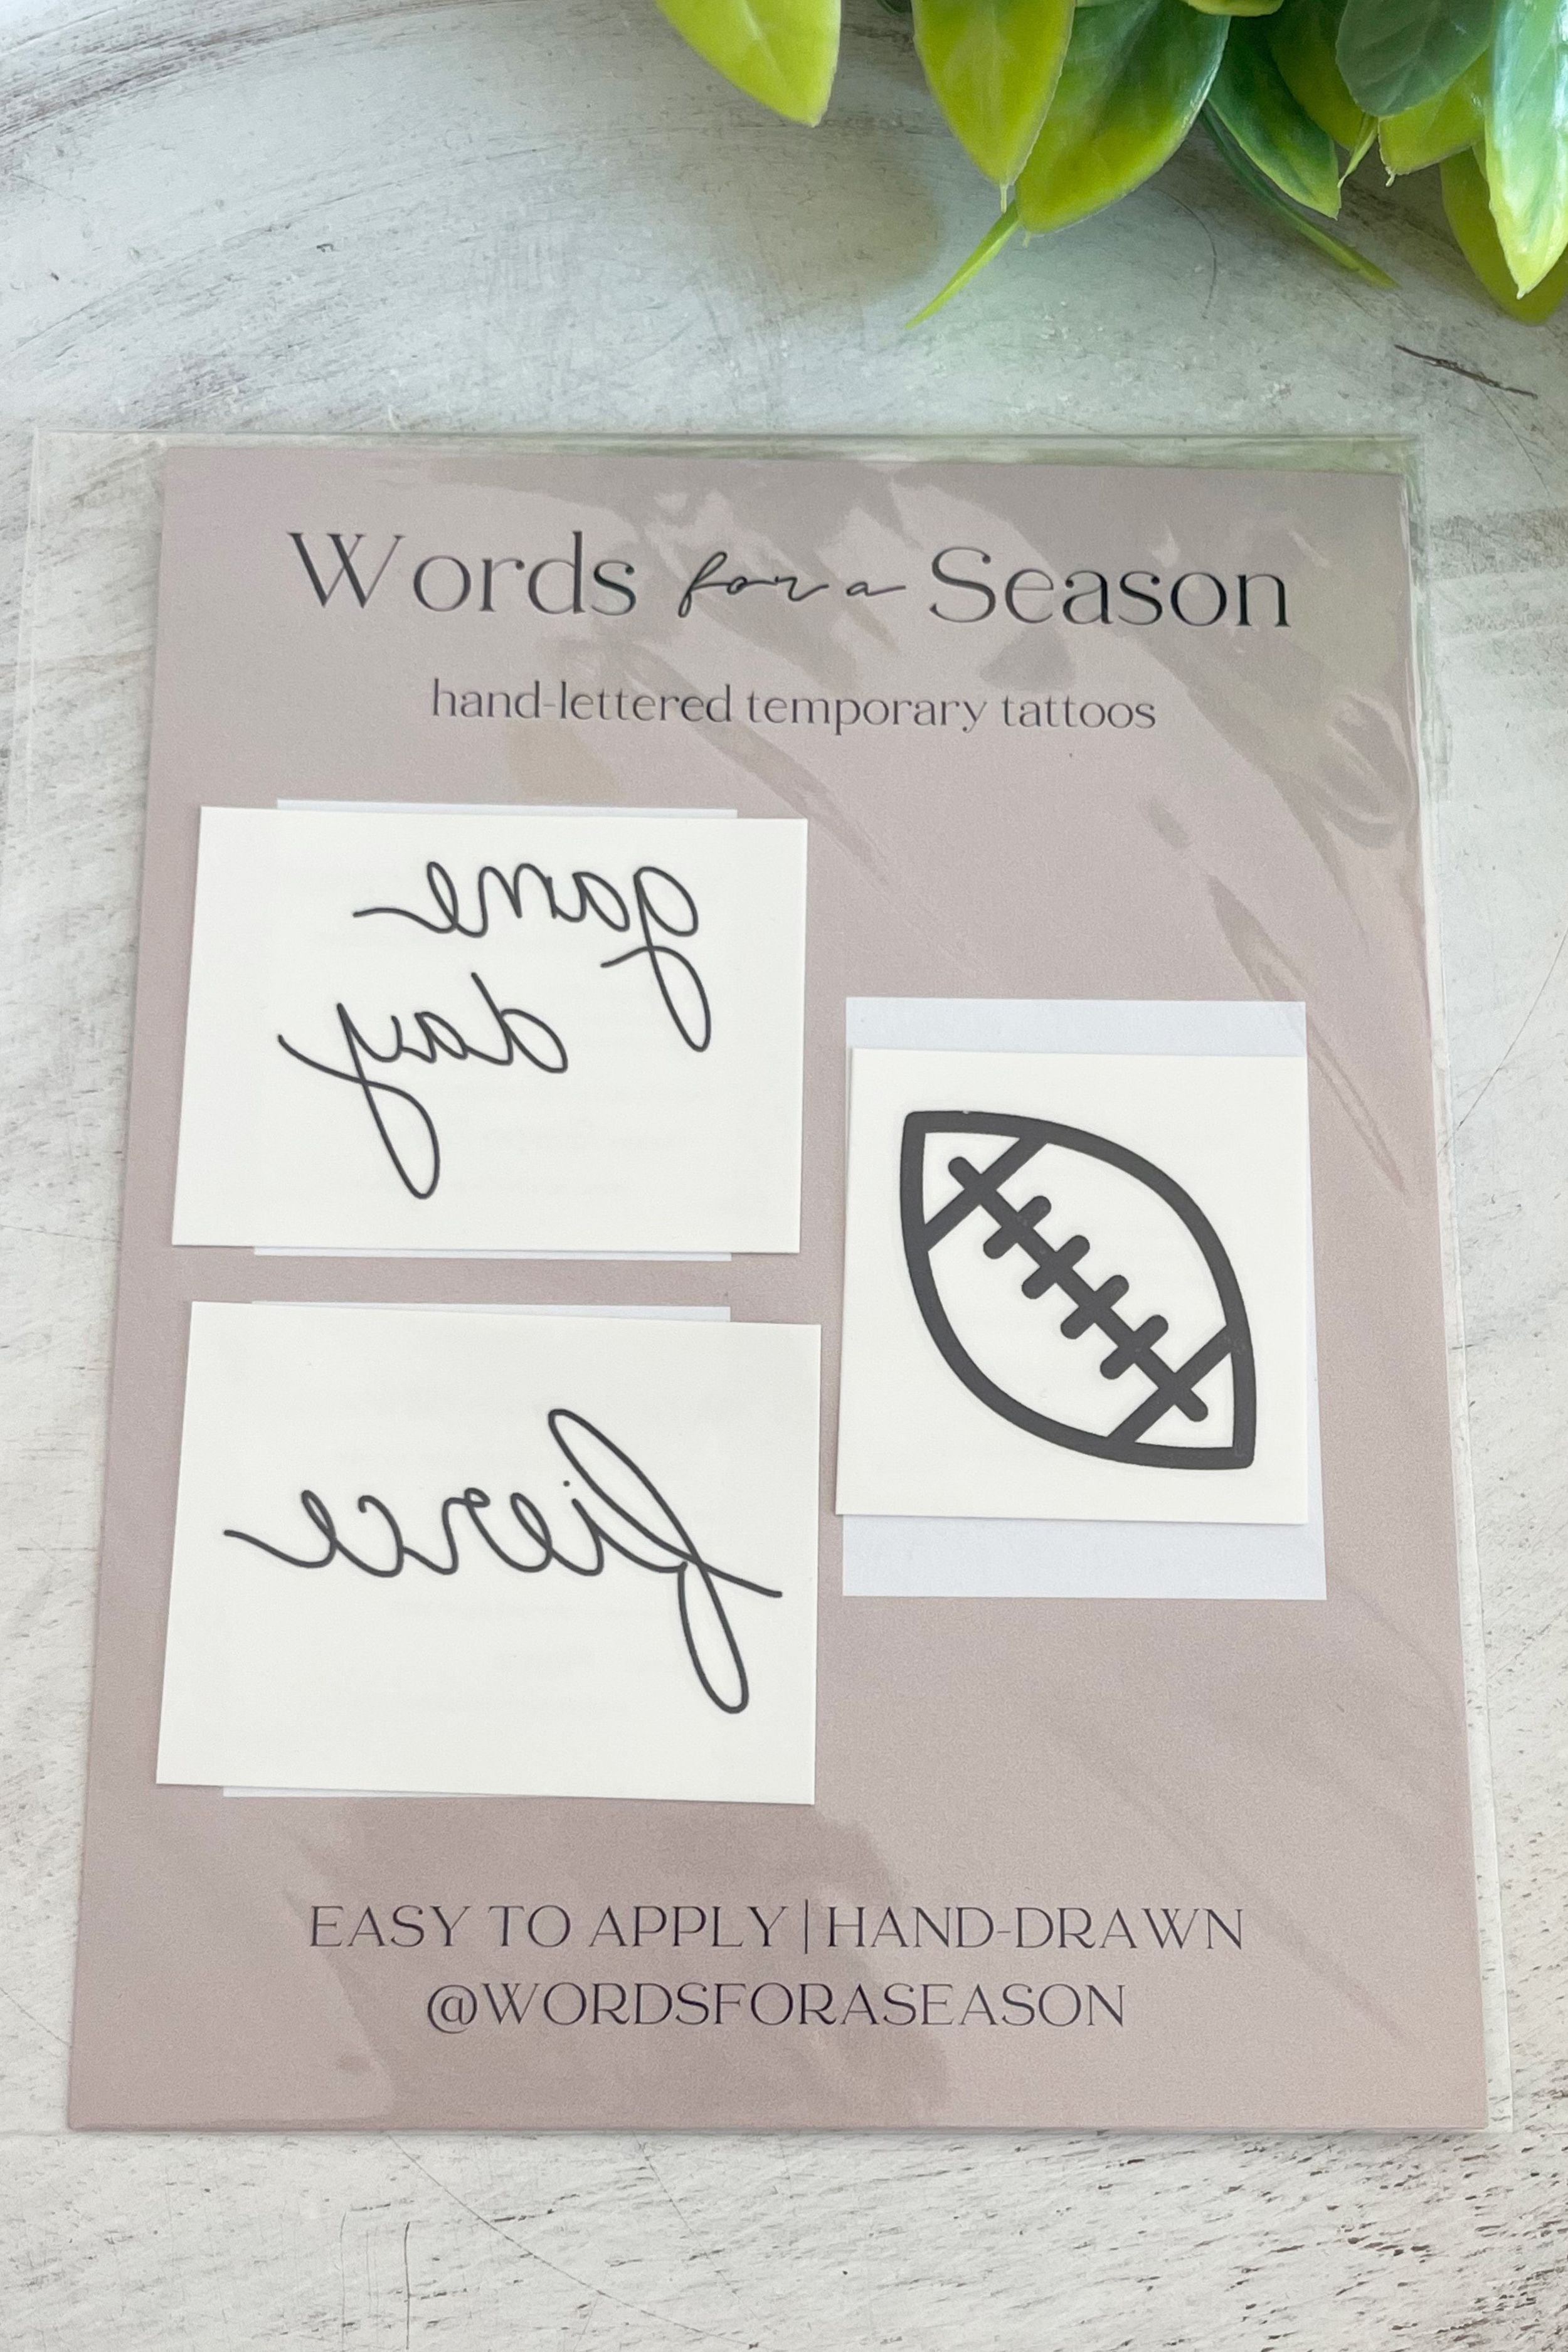 Words for a Season
hand-lettered temporary tattoos
game
day
fierce
EASY TO APPLY | HAND-DRAWN
@WORDSFORASEASON